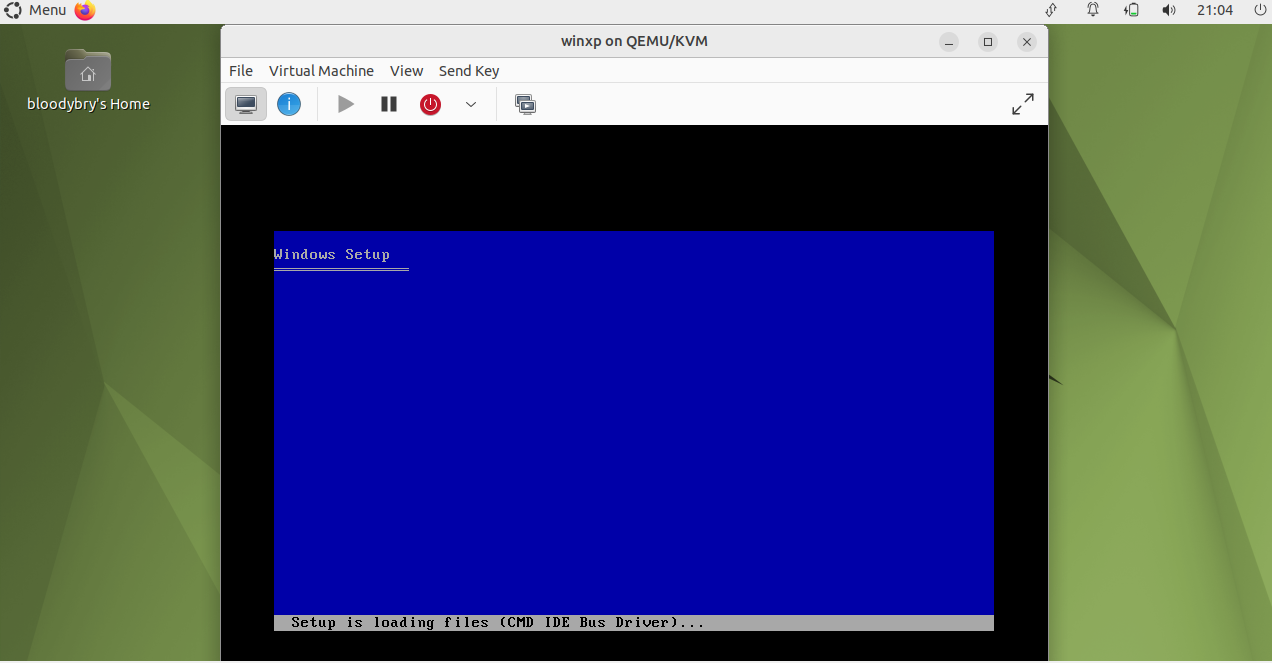 Menu
21:04
bloodybry's Home
winxp on QEMU/KVM
File Virtual Machine View Send Key
Windows Setup
Setup is loading files (CMD IDE Bus Driver)...